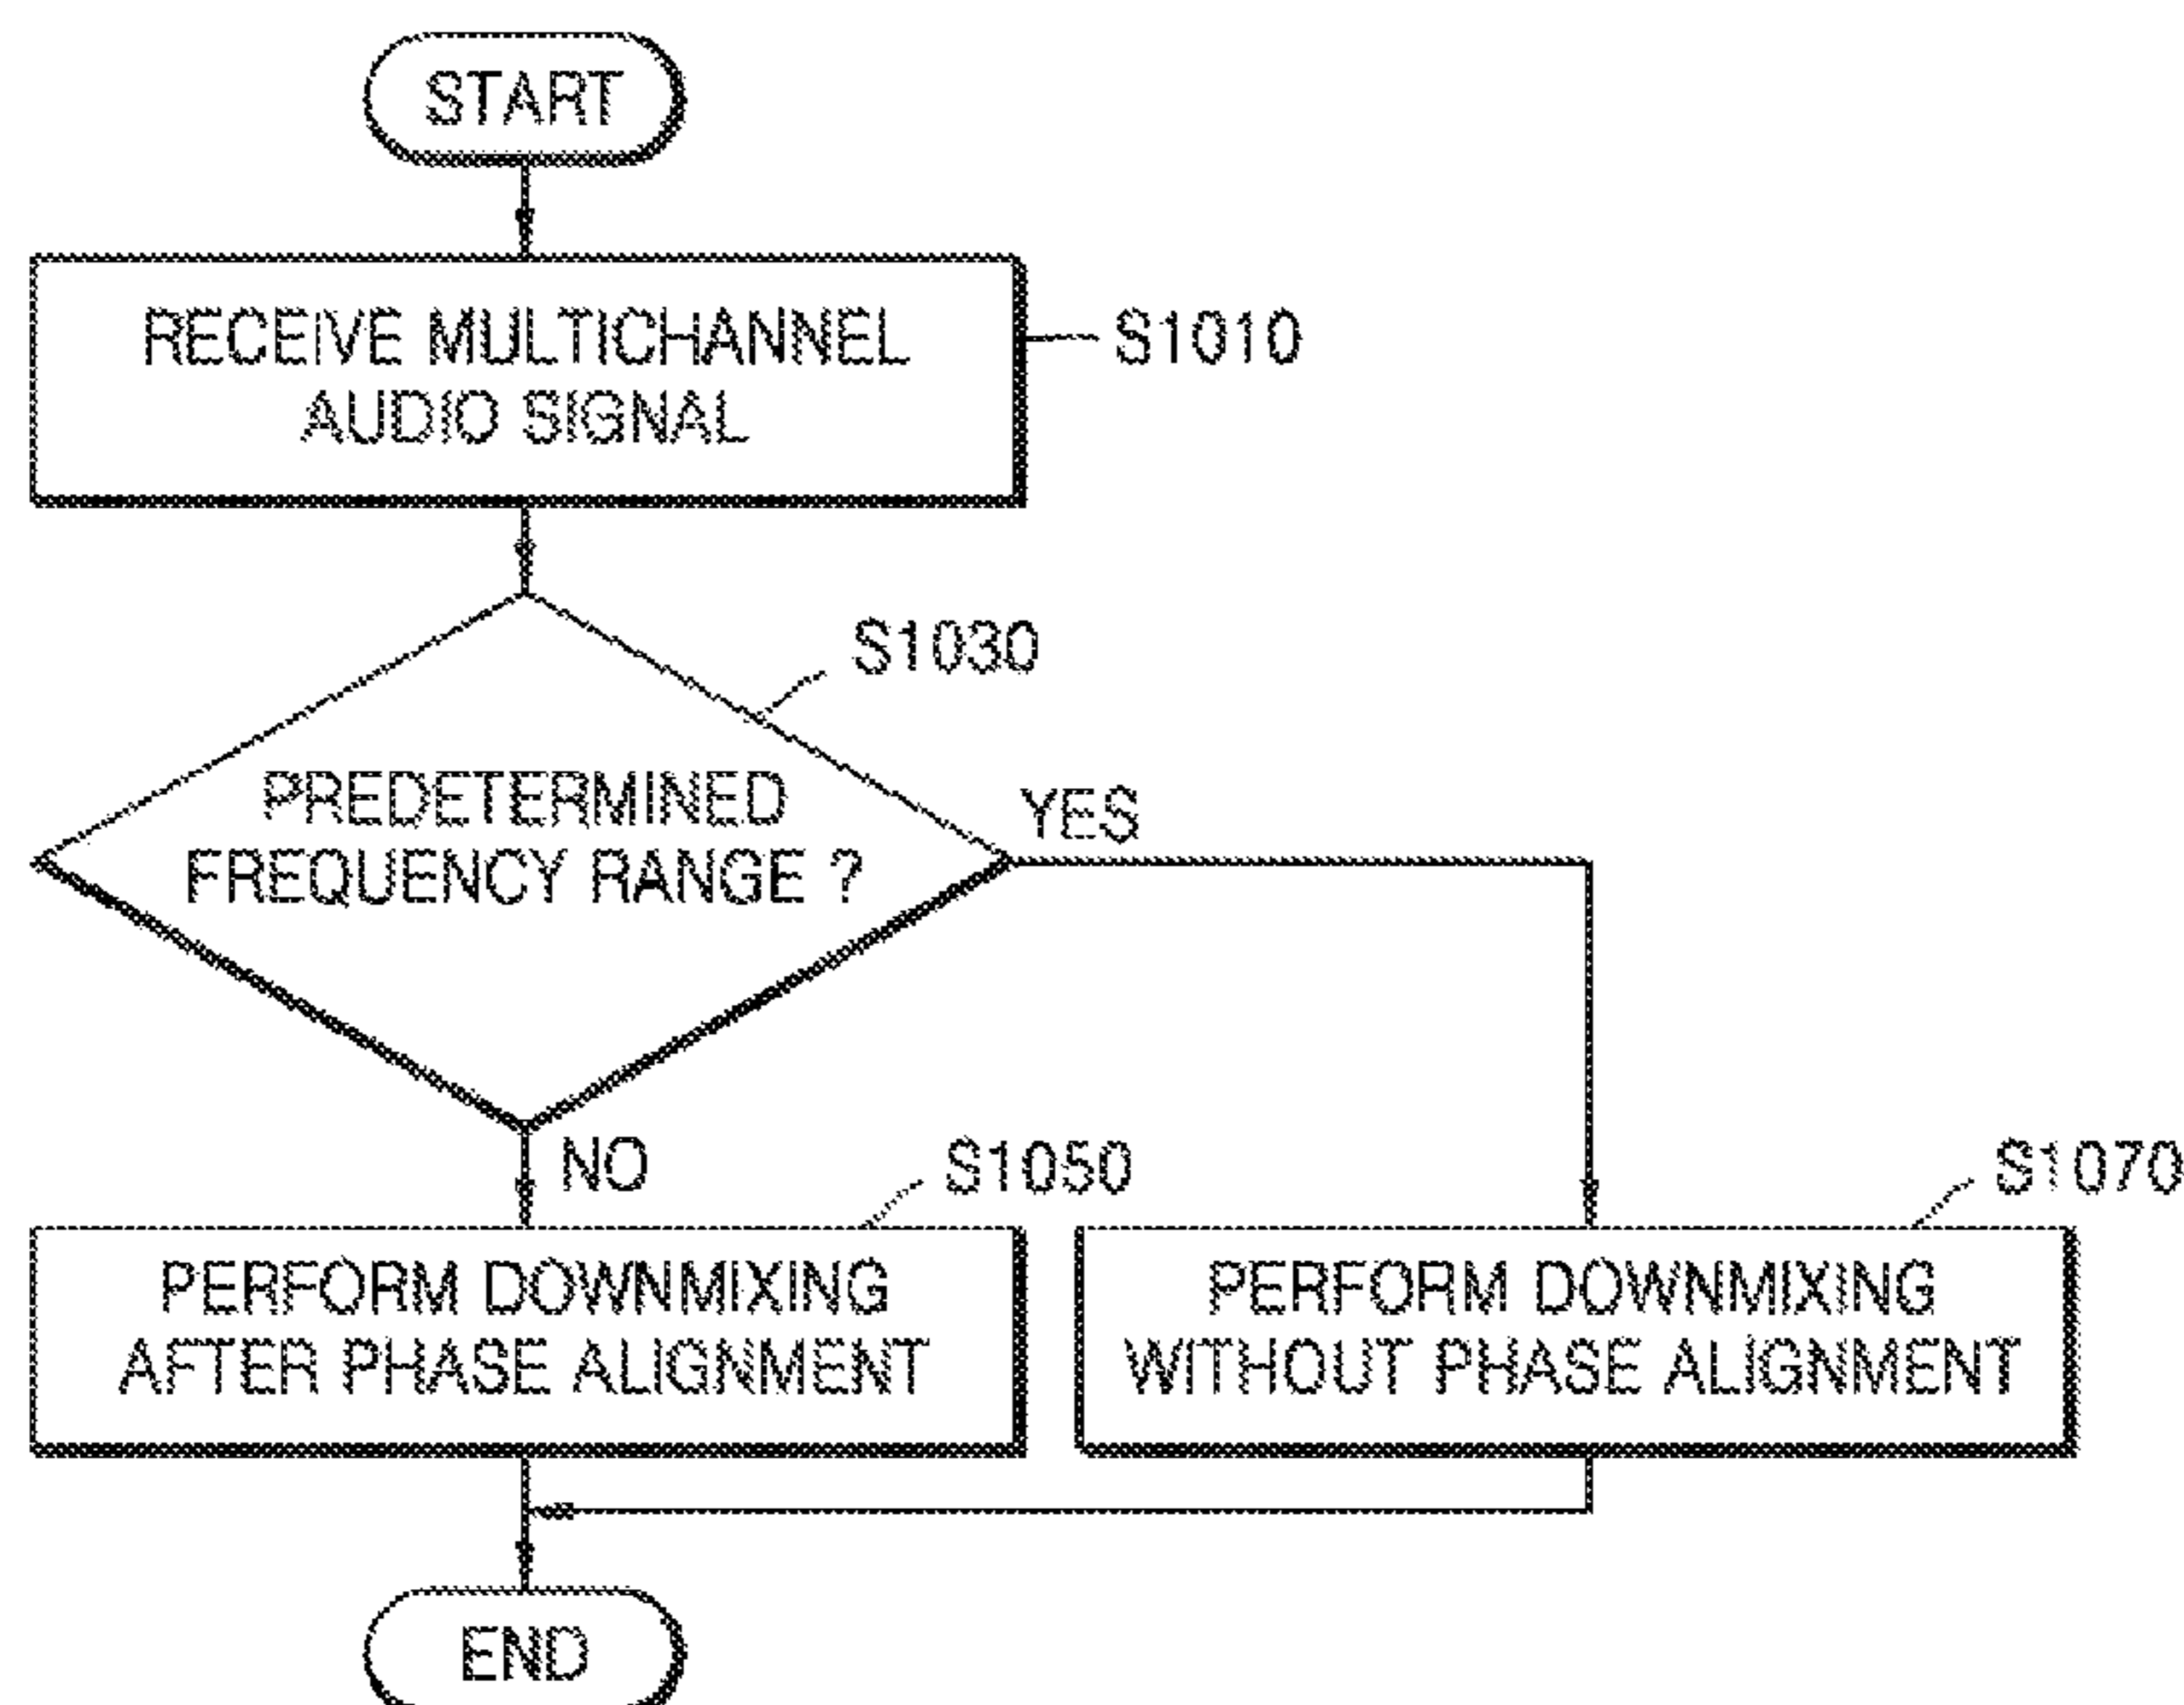 START
RECEIVE MULTICHANNEL
AUDIO SIGNAL
S1010
S1030
PREDETERMINED
FREQUENCY RANGE ?
YES
NO
S1050
S1070
PERFORM DOWNMIXING
AFTER PHASE ALIGNMENT
PERFORM DOWNMIXING
WITHOUT PHASE ALIGNMENT
END